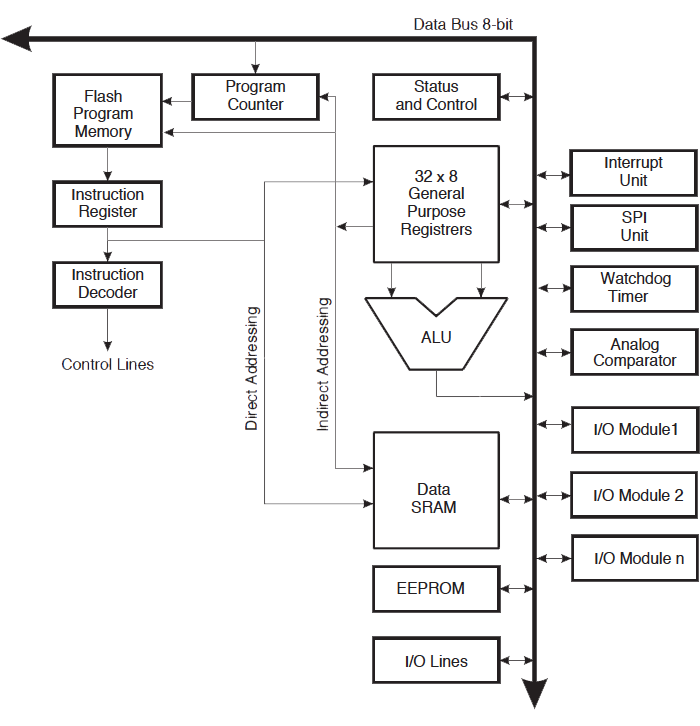 Data Bus 8-bit
Flash
Program
Memory
Program
Counter
Status
and Control
Interrupt
Unit
32 x 8
General
Purpose
Registrers
Instruction
Register
SPI
Unit
Instruction
Decoder
Watchdog
Timer
Control Lines
Direct Addressing
Indirect Addressing
ALU
Analog
Comparator
I/O Module1
Data
SRAM
I/O Module 2
I/O Module n
EEPROM
I/O Lines